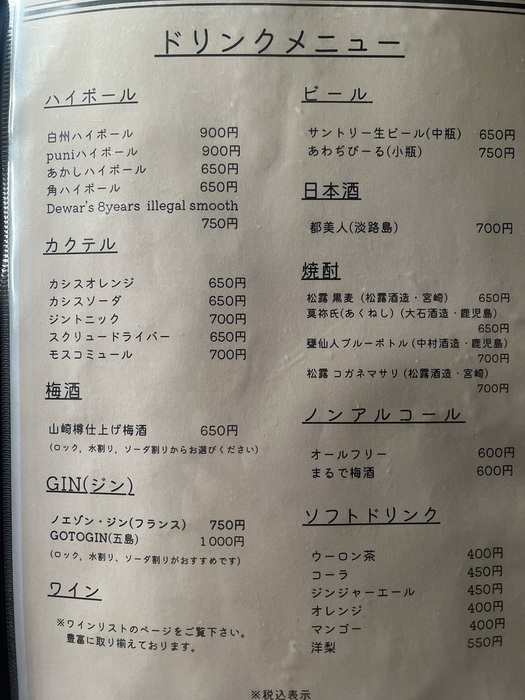 ドリンクメニュー
ハイボール
白州ハイボール 900円
puniハイボール 900円
あかしハイボール 650円
角ハイボール 650円
Dewar's 8years illegal smooth
750円
カクテル
カシスオレンジ 650円
カシスソーダ 650円
ジントニック 700円
スクリュードライバー 650円
モスコミュール 700円
梅酒
山崎樽仕上げ梅酒 650円
(ロック、水割り、ソーダ割りからお選びください)
GIN(ジン)
ノエゾン・ジン(フランス) 750円
GOTOGIN(五島) 1000円
(ロック、水割り、ソーダ割りがおすすめです)
ワイン
※ワインリストのページをご覧下さい。
豊富に取り揃えております。
ビール
サントリー生ビール(中瓶) 650円
あわぢびーる(小瓶) 750円
日本酒
都美人(淡路島) 700円
焼酎
松露 黒麦 (松露酒造・宮崎) 650円
莫祢氏(あくねし) (大石酒造・鹿児島)
650円
甕仙人ブルーボトル (中村酒造・鹿児島)
700円
松露 コガネマサリ (松露酒造・宮崎)
700円
ノンアルコール
オールフリー 600円
まるで梅酒 600円
ソフトドリンク
ウーロン茶 400円
コーラ 450円
ジンジャーエール 450円
オレンジ 400円
マンゴー 400円
洋梨 550円
※税込表示